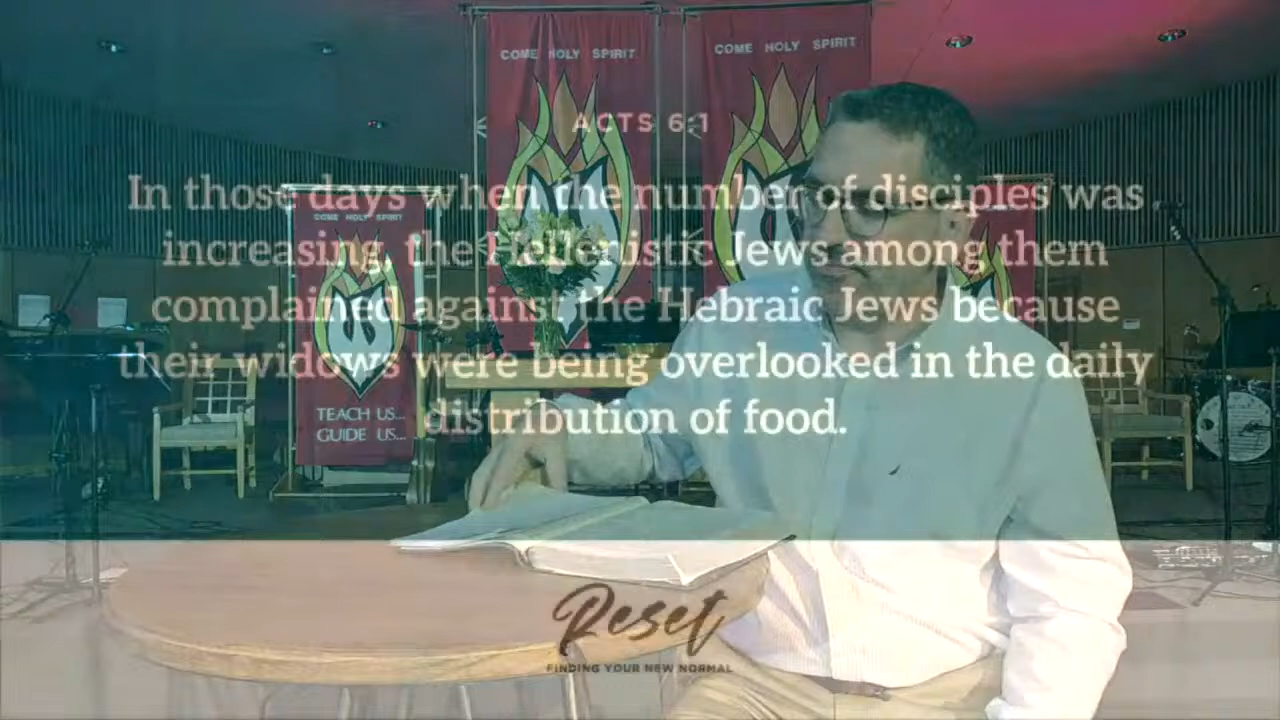 COME HOLY SPIRIT
COME HOLY SPIRIT
ACTS 6:1
In those days when the number of disciples was
increasing, the Hellenistic Jews among them
complained against the Hebraic Jews because
their widows were being overlooked in the daily
distribution of food.
COME HOLY SPIRIT
TEACH US...
GUIDE US...
Reset
FINDING YOUR NEW NORMAL